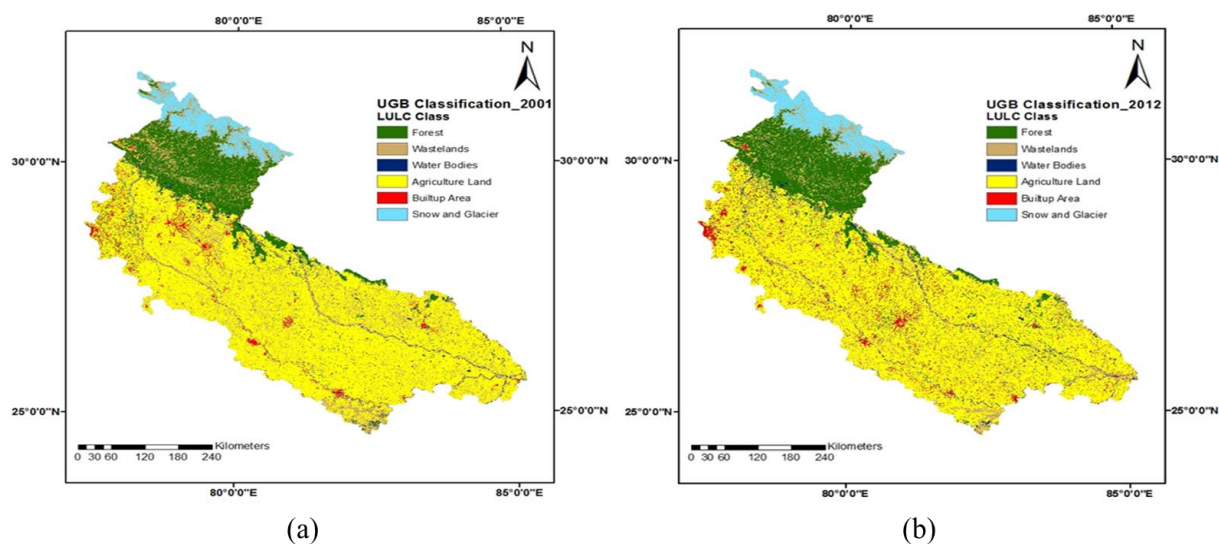 80°0'0"E 85°0'0"E
N
UGB Classification_2001
LULC Class
Forest
Wastelands
Water Bodies
Agriculture Land
Builtup Area
Snow and Glacier
30°0'0"N 30°0'0"N
25°0'0"N 25°0'0"N
Kilometers
0 30 60 120 180 240
80°0'0"E 85°0'0"E
(a)
80°0'0"E 85°0'0"E
N
UGB Classification_2012
LULC Class
Forest
Wastelands
Water Bodies
Agriculture Land
Builtup Area
Snow and Glacier
30°0'0"N 30°0'0"N
25°0'0"N 25°0'0"N
Kilometers
0 30 60 120 180 240
80°0'0"E 85°0'0"E
(b)